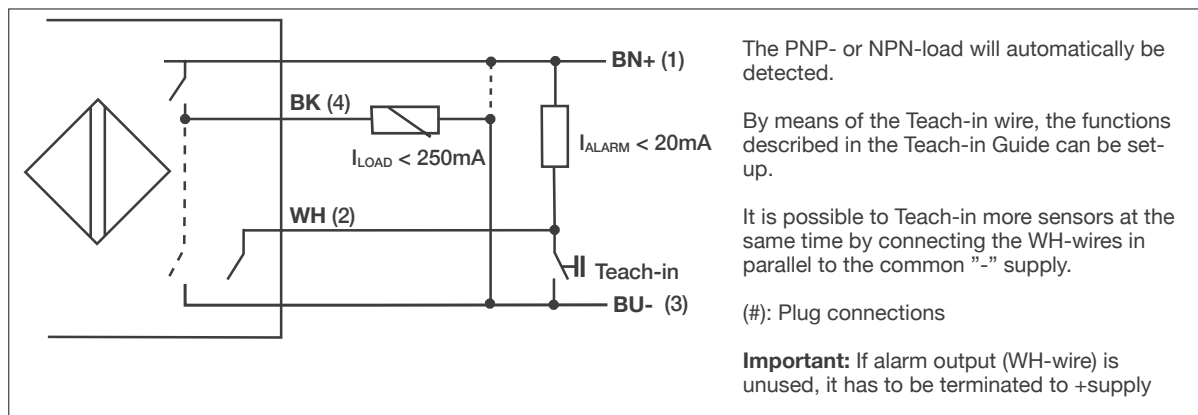 BN+ (1)
BK (4)
I_LOAD < 250mA
I_ALARM < 20mA
WH (2)
Teach-in
BU- (3)
The PNP- or NPN-load will automatically be
detected.
By means of the Teach-in wire, the functions
described in the Teach-in Guide can be set-
up.
It is possible to Teach-in more sensors at the
same time by connecting the WH-wires in
parallel to the common ”-” supply.
(#): Plug connections
Important: If alarm output (WH-wire) is
unused, it has to be terminated to +supply